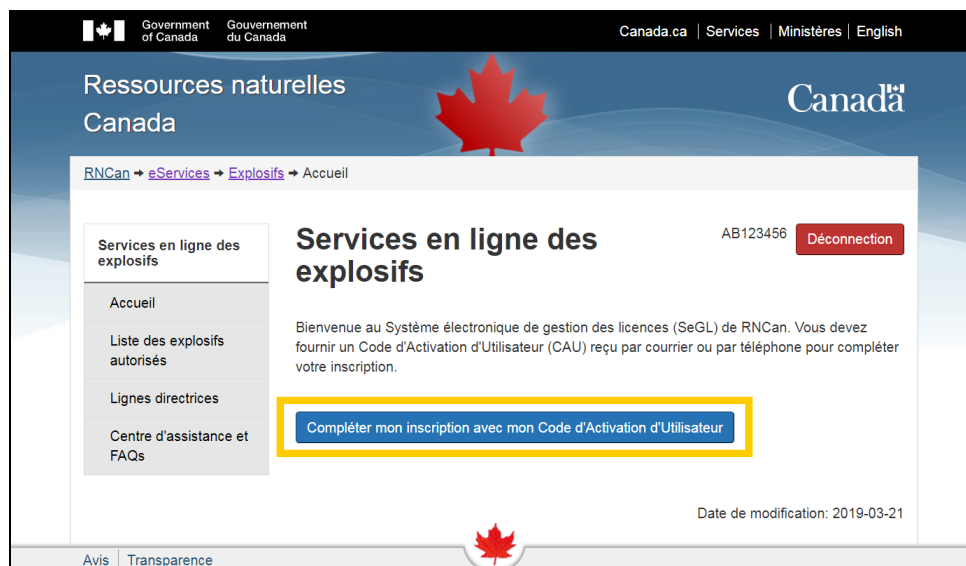 Government of Canada
Gouvernement du Canada
Canada.ca | Services | Ministères | English
Ressources naturelles
Canada
Canada
RNCan → eServices → Explosifs → Accueil
Services en ligne des
explosifs
Accueil
Liste des explosifs
autorisés
Lignes directrices
Centre d'assistance et
FAQs
Services en ligne des
explosifs
AB123456
Déconnection
Bienvenue au Système électronique de gestion des licences (SeGL) de RNCan. Vous devez
fournir un Code d'Activation d'Utilisateur (CAU) reçu par courrier ou par téléphone pour compléter
votre inscription.
Compléter mon inscription avec mon Code d'Activation d'Utilisateur
Date de modification: 2019-03-21
Avis | Transparence